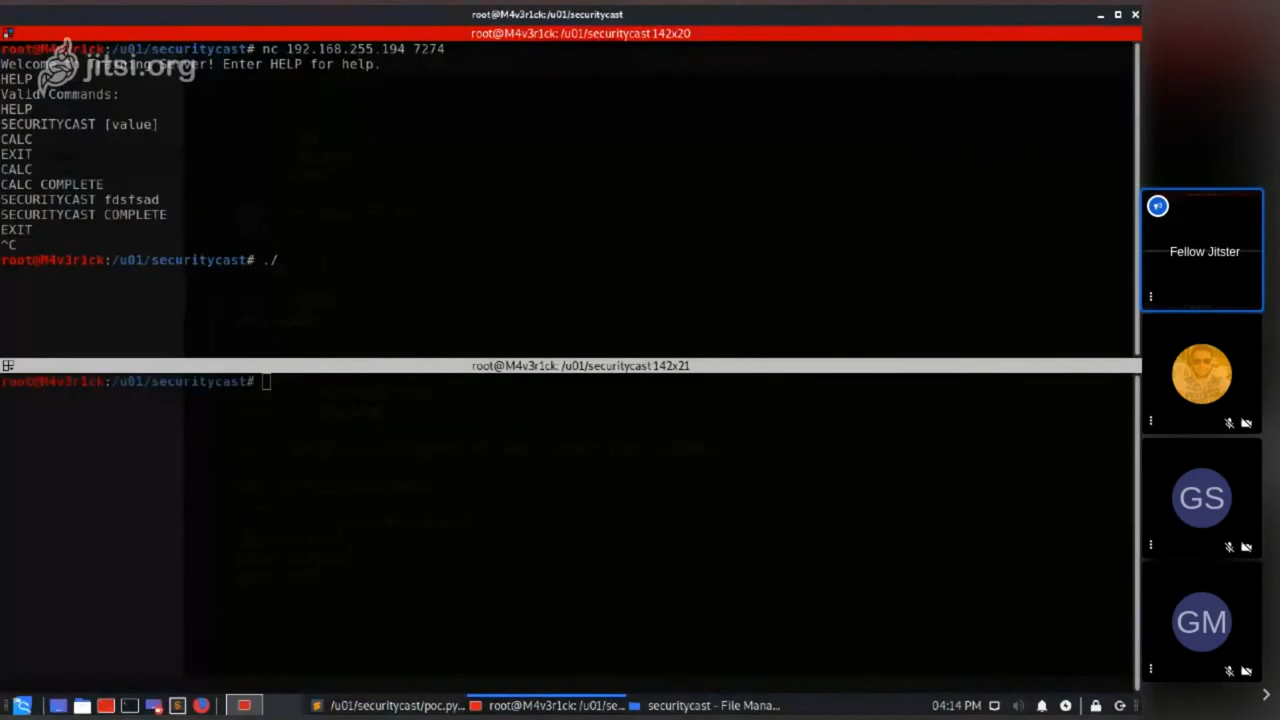 root@M4v3r1ck:/u01/securitycast
root@M4v3r1ck: /u01/securitycast 142x20
root@M4v3r1ck:/u01/securitycast# nc 192.168.255.194 7274
Welcome to Training Server! Enter HELP for help.
jitsi.org
HELP
Valid Commands:
HELP
SECURITYCAST [value]
CALC
EXIT
CALC
CALC COMPLETE
SECURITYCAST fdsfsad
SECURITYCAST COMPLETE
EXIT
^C
root@M4v3r1ck:/u01/securitycast# ./
root@M4v3r1ck: /u01/securitycast 142x21
root@M4v3r1ck:/u01/securitycast#
Fellow Jitster
GS
GM
/u01/securitycast/poc.py...
root@M4v3r1ck: /u01/se...
securitycast - File Mana...
04:14 PM